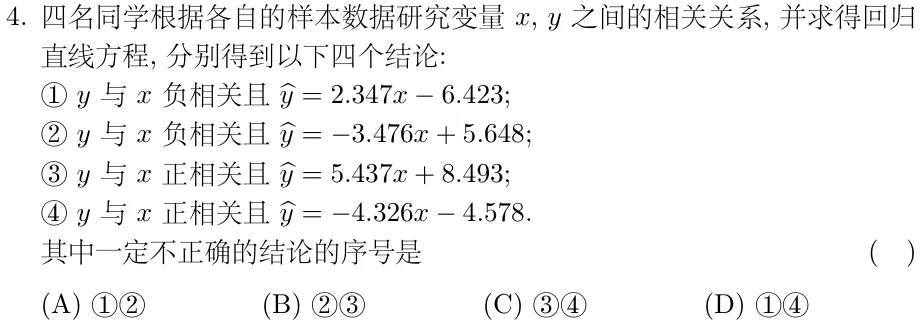 4. 四名同学根据各自的样本数据研究变量 x, y 之间的相关关系, 并求得回归
直线方程, 分别得到以下四个结论:
① y 与 x 负相关且 ŷ = 2.347x − 6.423;
② y 与 x 负相关且 ŷ = −3.476x + 5.648;
③ y 与 x 正相关且 ŷ = 5.437x + 8.493;
④ y 与 x 正相关且 ŷ = −4.326x − 4.578.
其中一定不正确的结论的序号是 ( )
(A) ①② (B) ②③ (C) ③④ (D) ①④